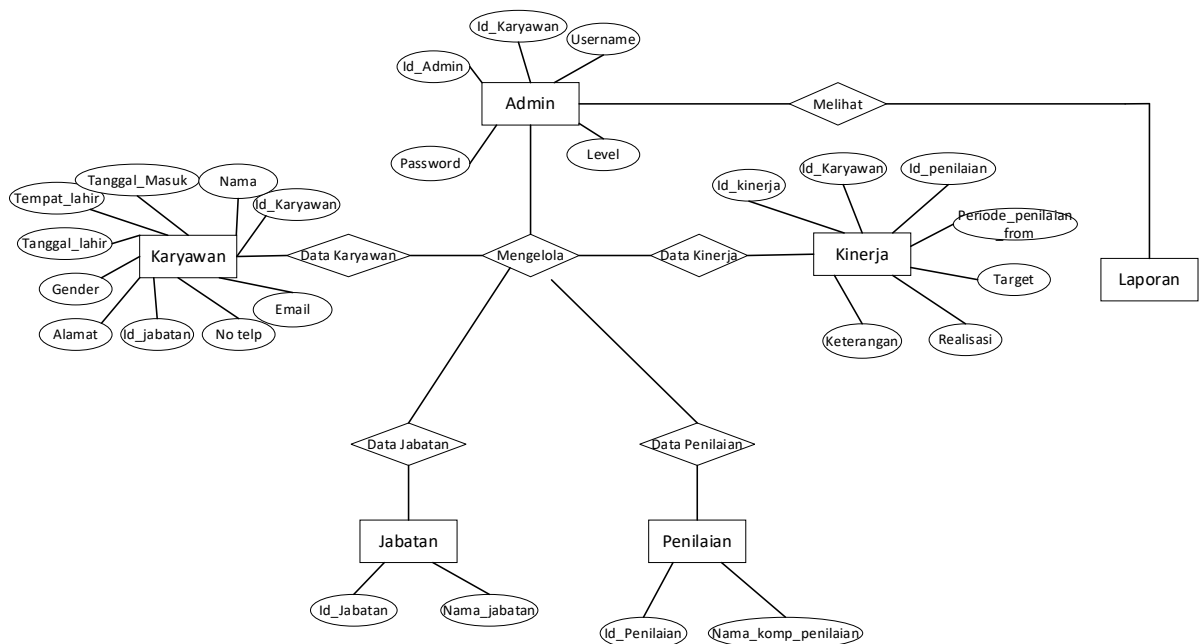 Id_Karyawan
Username
Id_Admin
Admin
Melihat
Password
Level
Tanggal_Masuk
Nama
Tempat_lahir
Id_Karyawan
Tanggal_lahir
Karyawan
Gender
Alamat
Id_jabatan
No telp
Email
Data Karyawan
Mengelola
Data Kinerja
Id_kinerja
Id_Karyawan
Id_penilaian
Periode_penilaian
_from
Kinerja
Target
Keterangan
Realisasi
Laporan
Data Jabatan
Data Penilaian
Jabatan
Penilaian
Id_Jabatan
Nama_jabatan
Id_Penilaian
Nama_komp_penilaian